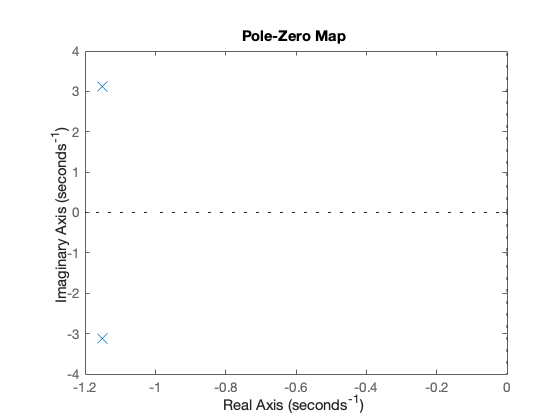 Pole-Zero Map
Imaginary Axis (seconds⁻¹)
4
3
2
1
0
-1
-2
-3
-4
-1.2 -1 -0.8 -0.6 -0.4 -0.2 0
Real Axis (seconds⁻¹)